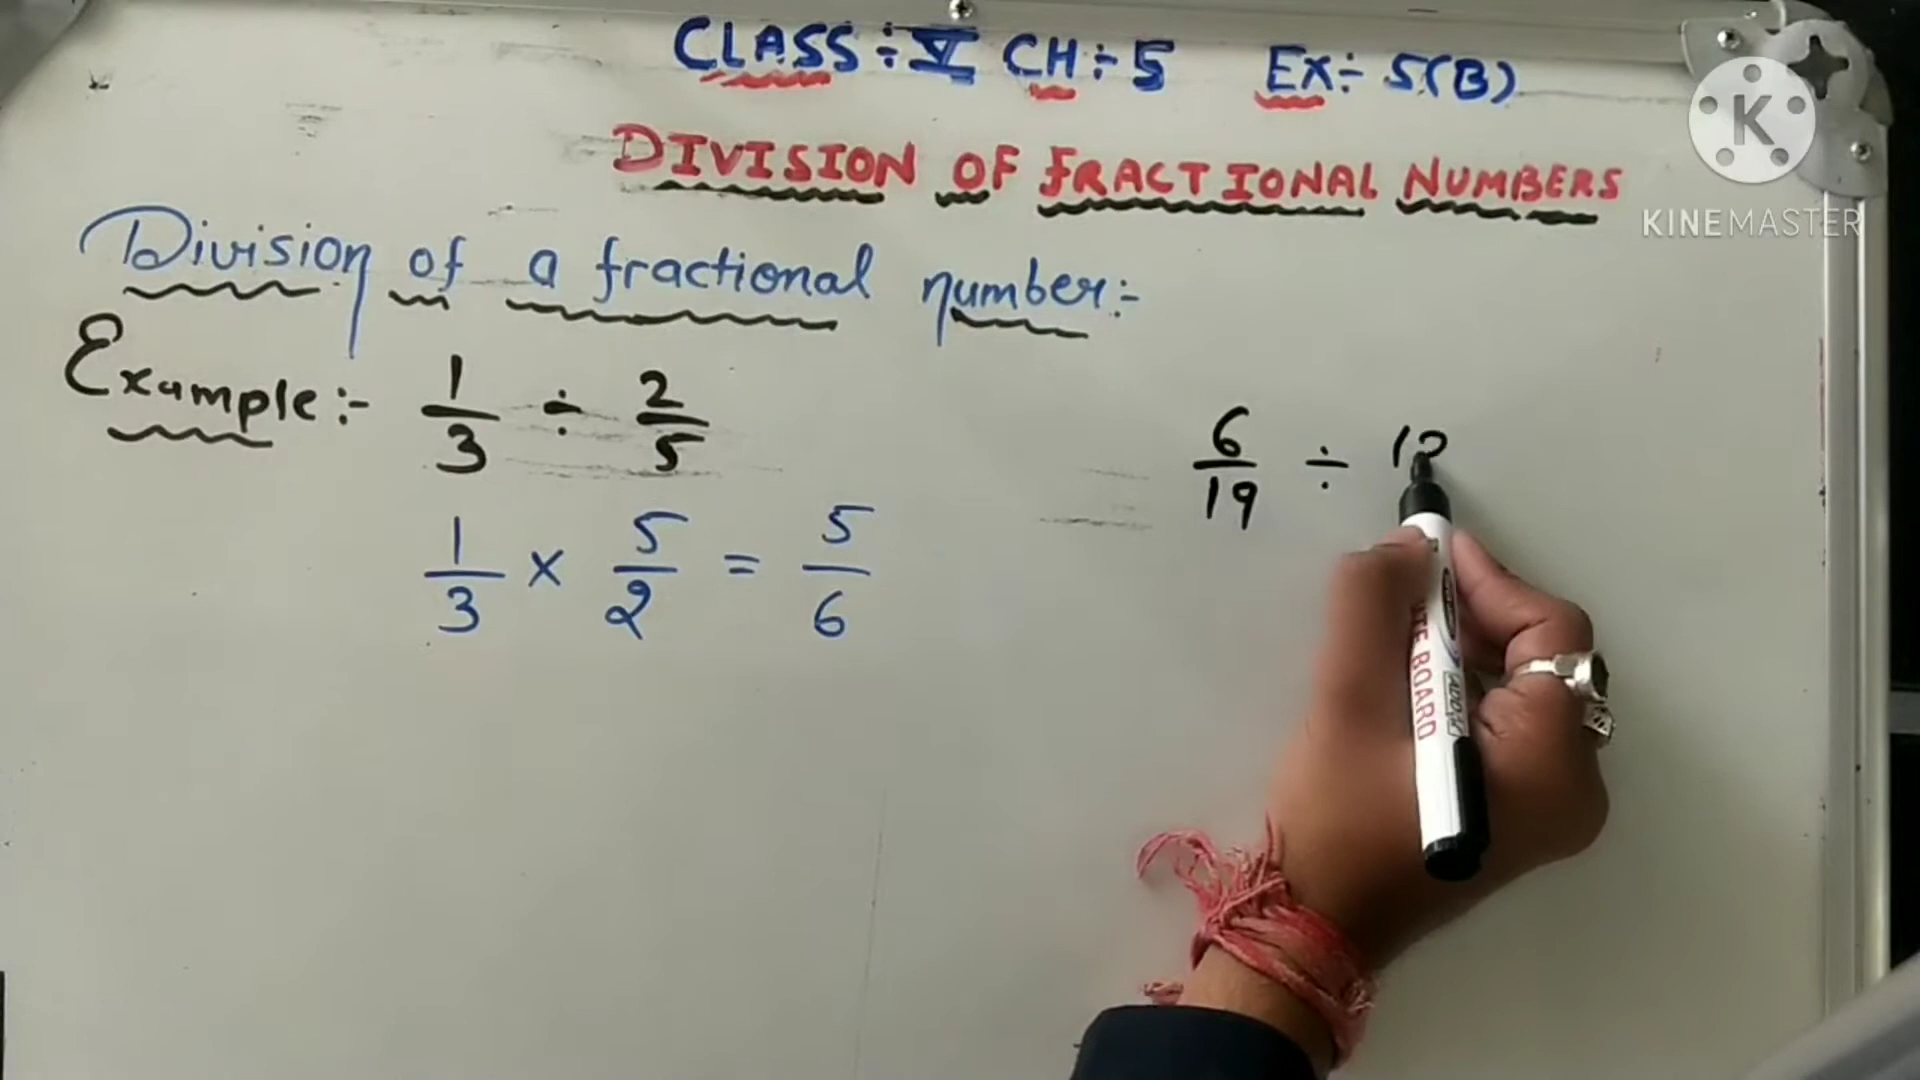 CLASS ÷ V CH ÷ 5 Ex ÷ 5(B)
DIVISION OF FRACTIONAL NUMBERS
KINEMASTER
Division of a fractional number:-
Example:- 1/3 ÷ 2/5
1/3 × 5/2 = 5/6
6/19 ÷
WHITE BOARD